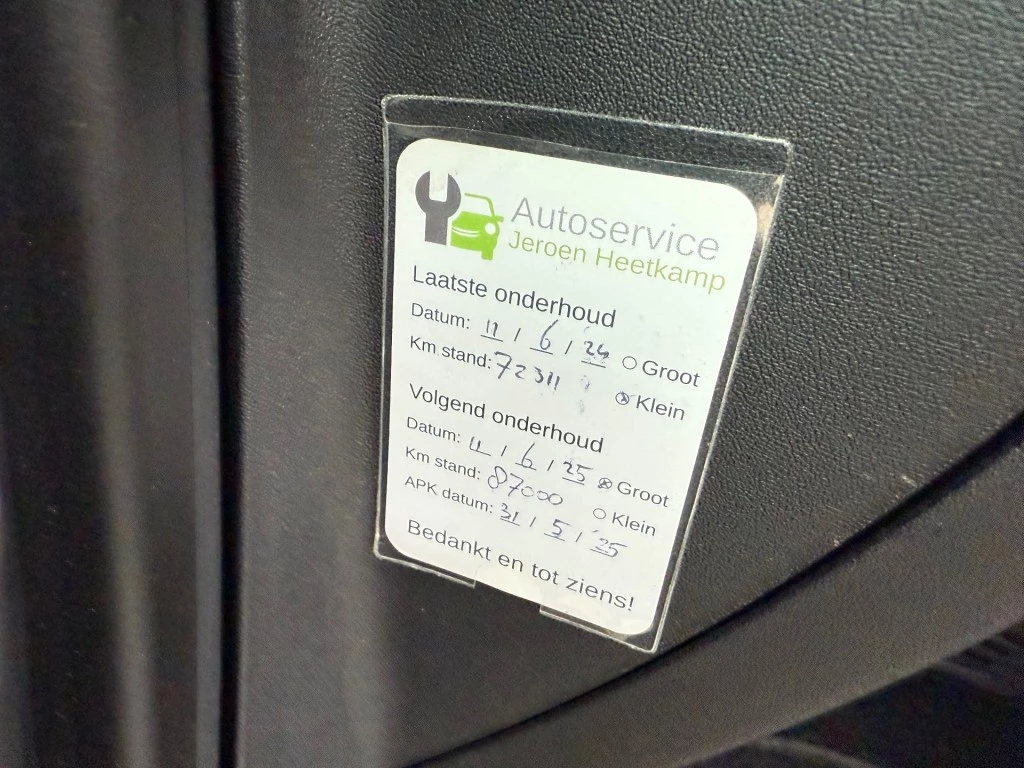 Autoservice
Jeroen Heetkamp
Laatste onderhoud
Datum: 11 / 6 / 24 Groot
Km stand: 72311 Klein
Volgend onderhoud
Datum: 11 / 6 / 25 Groot
Km stand: 87000 Klein
APK datum: 31 / 5 / 25
Bedankt en tot ziens!